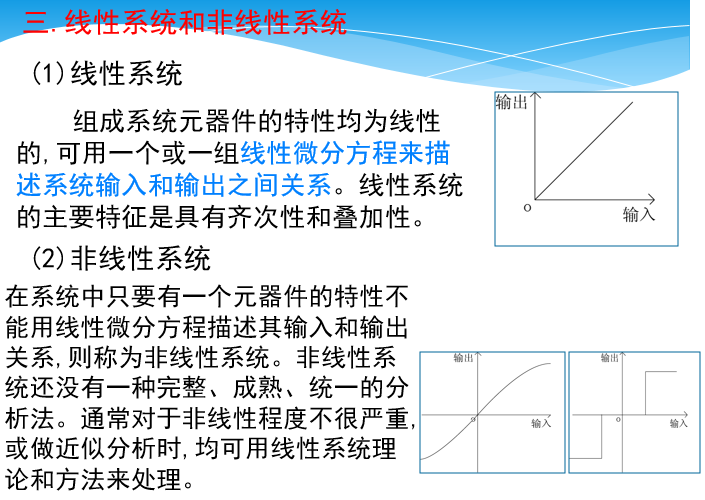 三.线性系统和非线性系统
(1)线性系统
组成系统元器件的特性均为线性
的,可用一个或一组线性微分方程来描
述系统输入和输出之间关系。线性系统
的主要特征是具有齐次性和叠加性。
输出
o
输入
(2)非线性系统
在系统中只要有一个元器件的特性不
能用线性微分方程描述其输入和输出
关系,则称为非线性系统。非线性系
统还没有一种完整、成熟、统一的分
析法。通常对于非线性程度不很严重,
或做近似分析时,均可用线性系统理
论和方法来处理。
输出
o
输入
输出
o
输入